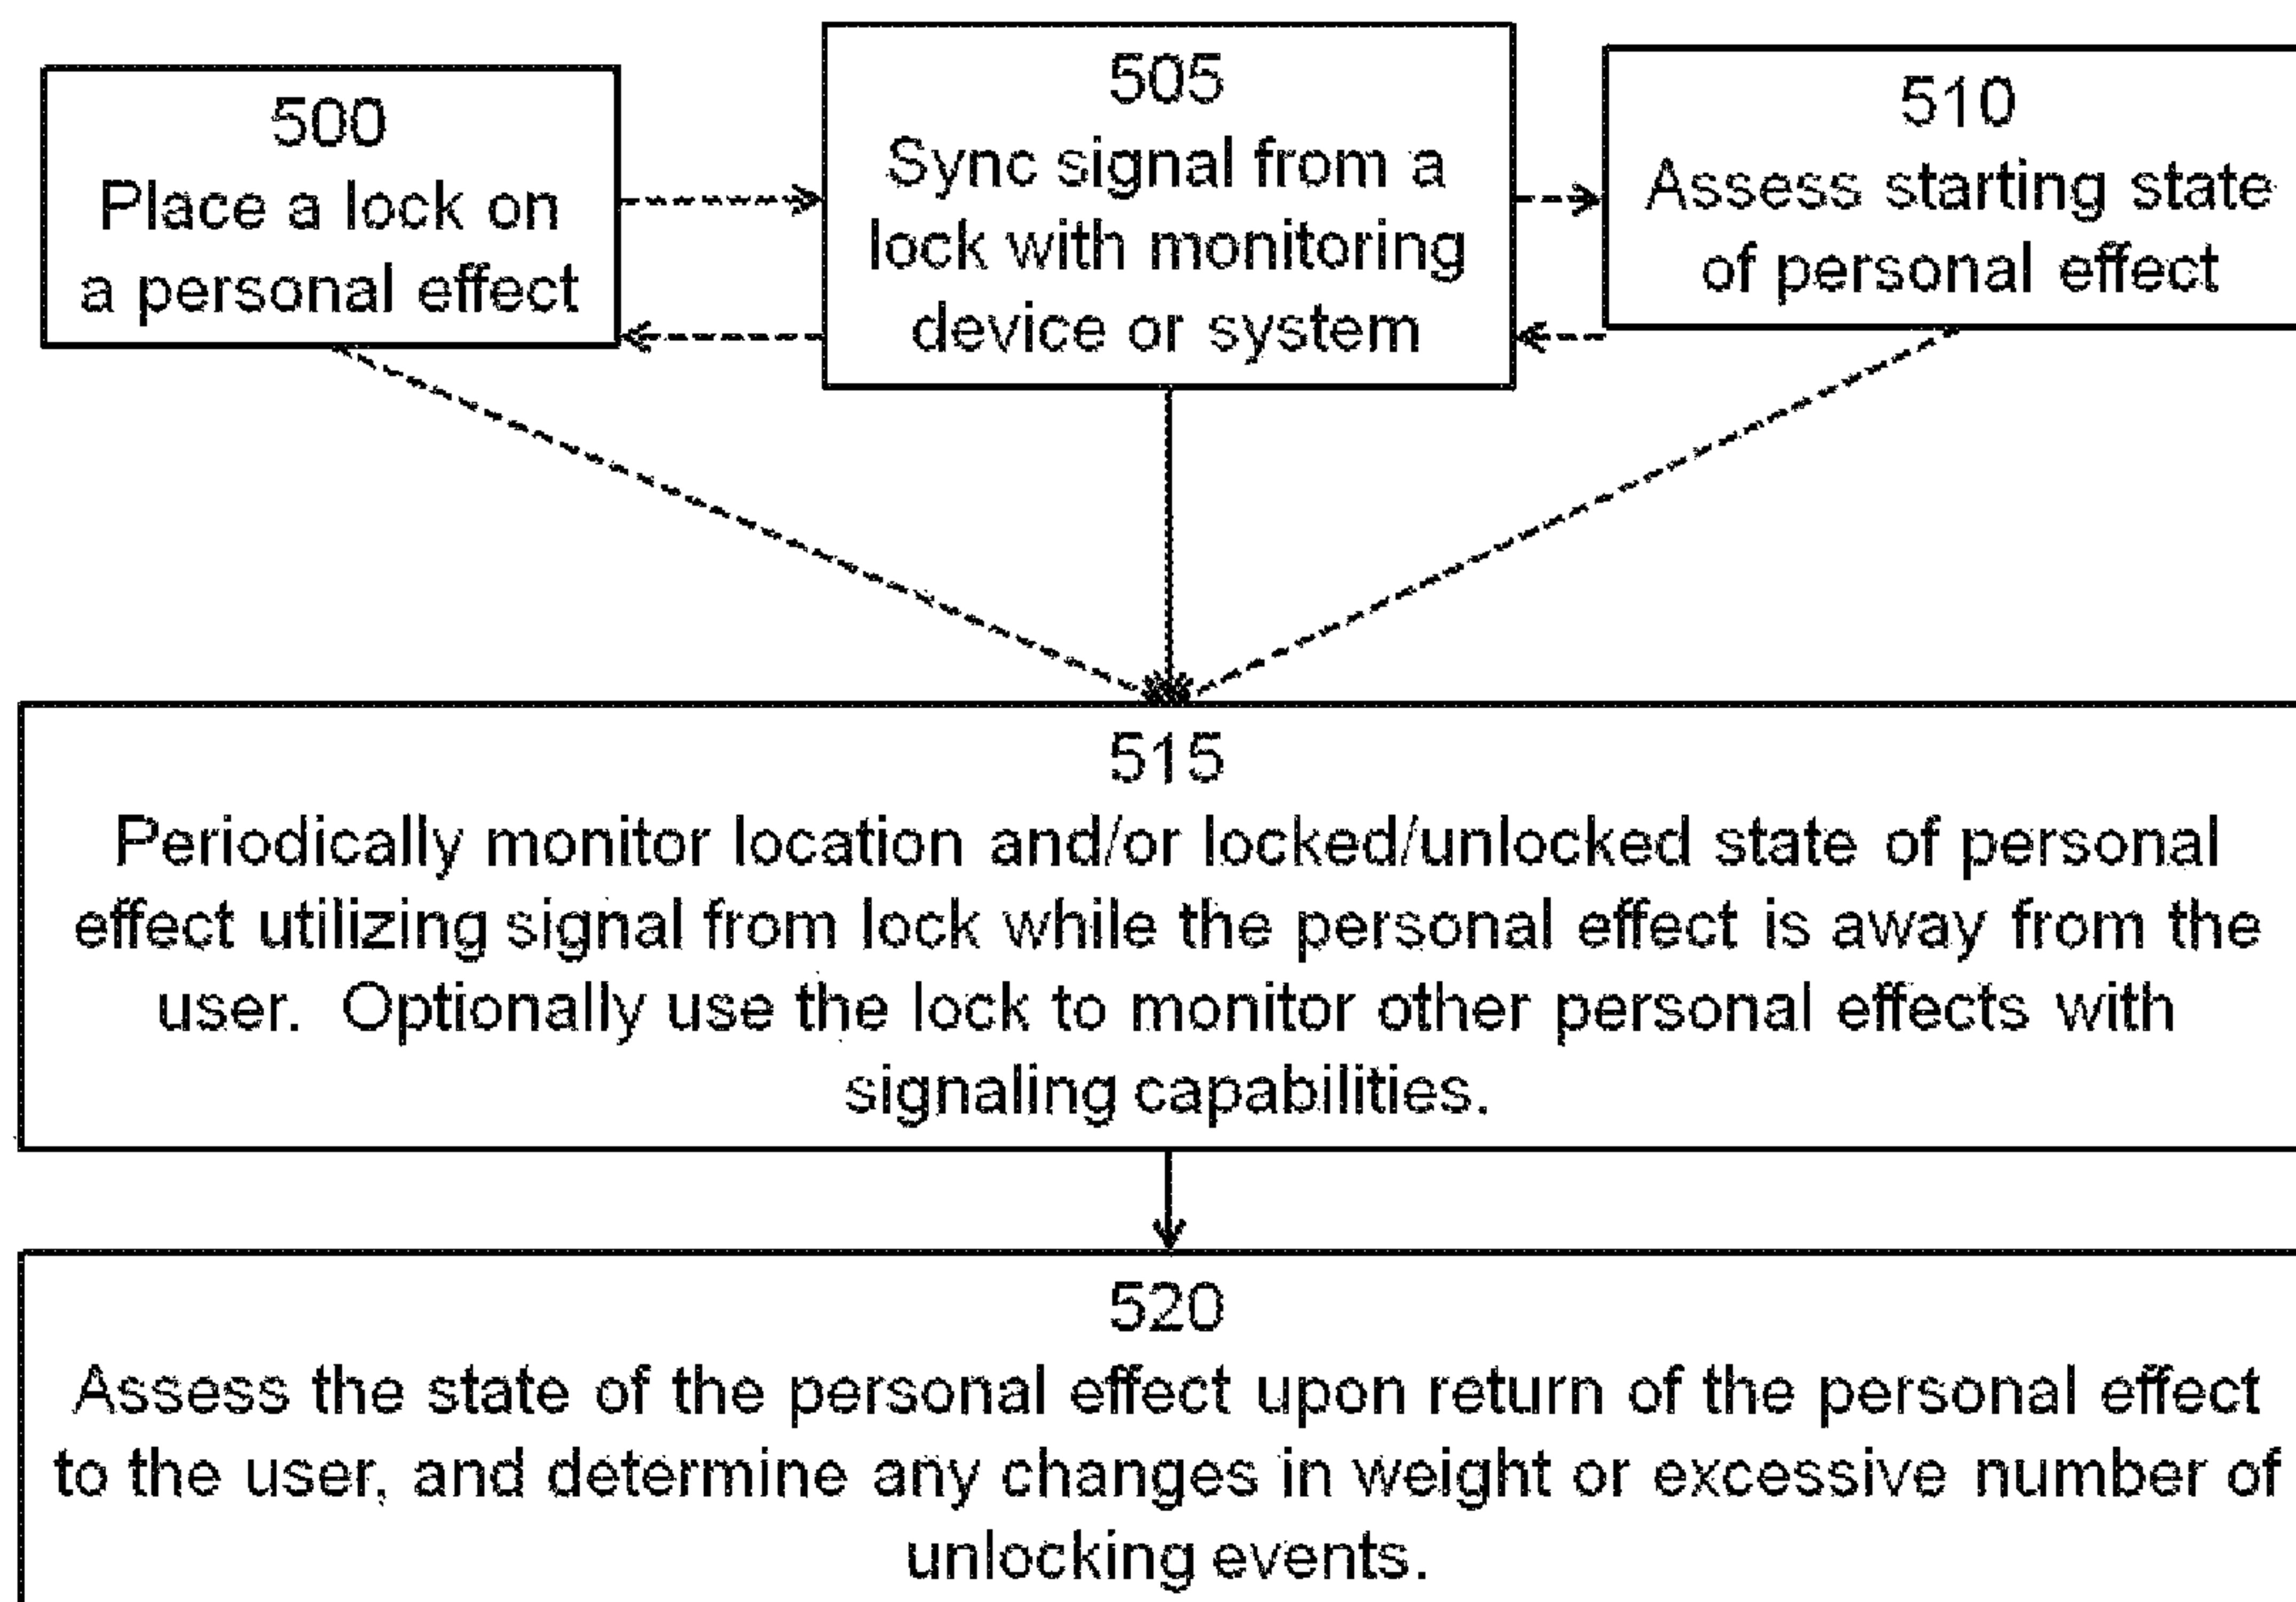 500
Place a lock on
a personal effect
505
Sync signal from a
lock with monitoring
device or system
510
Assess starting state
of personal effect
515
Periodically monitor location and/or locked/unlocked state of personal
effect utilizing signal from lock while the personal effect is away from the
user. Optionally use the lock to monitor other personal effects with
signaling capabilities.
520
Assess the state of the personal effect upon return of the personal effect
to the user, and determine any changes in weight or excessive number of
unlocking events.